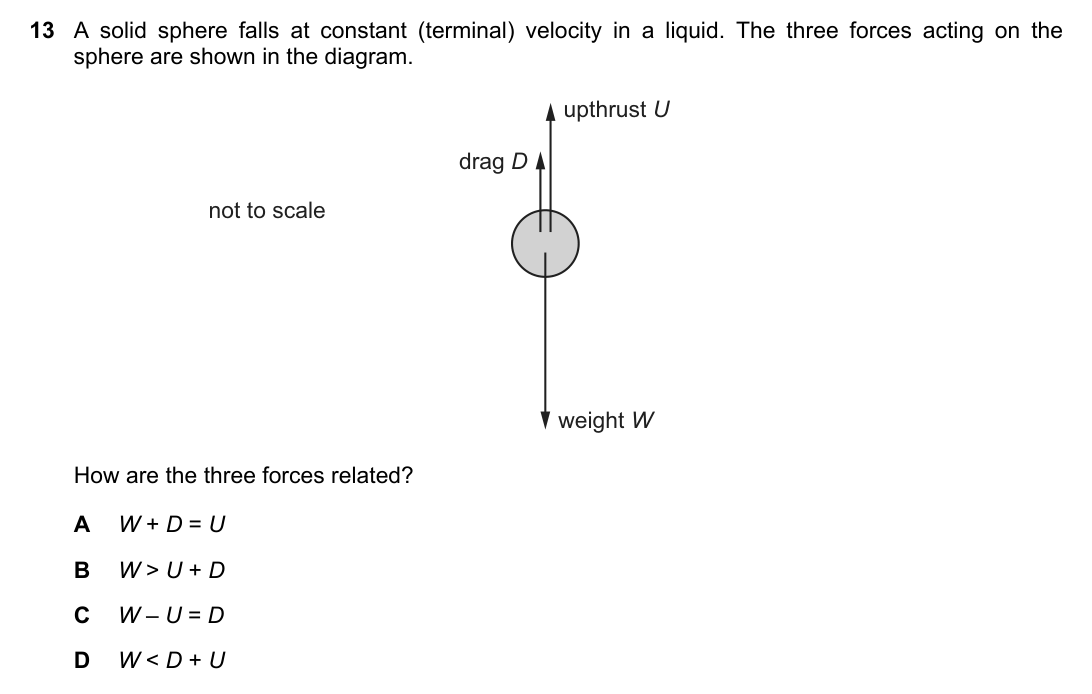 13 A solid sphere falls at constant (terminal) velocity in a liquid. The three forces acting on the
sphere are shown in the diagram.
upthrust U
drag D
not to scale
weight W
How are the three forces related?
A W + D = U
B W > U + D
C W – U = D
D W < D + U